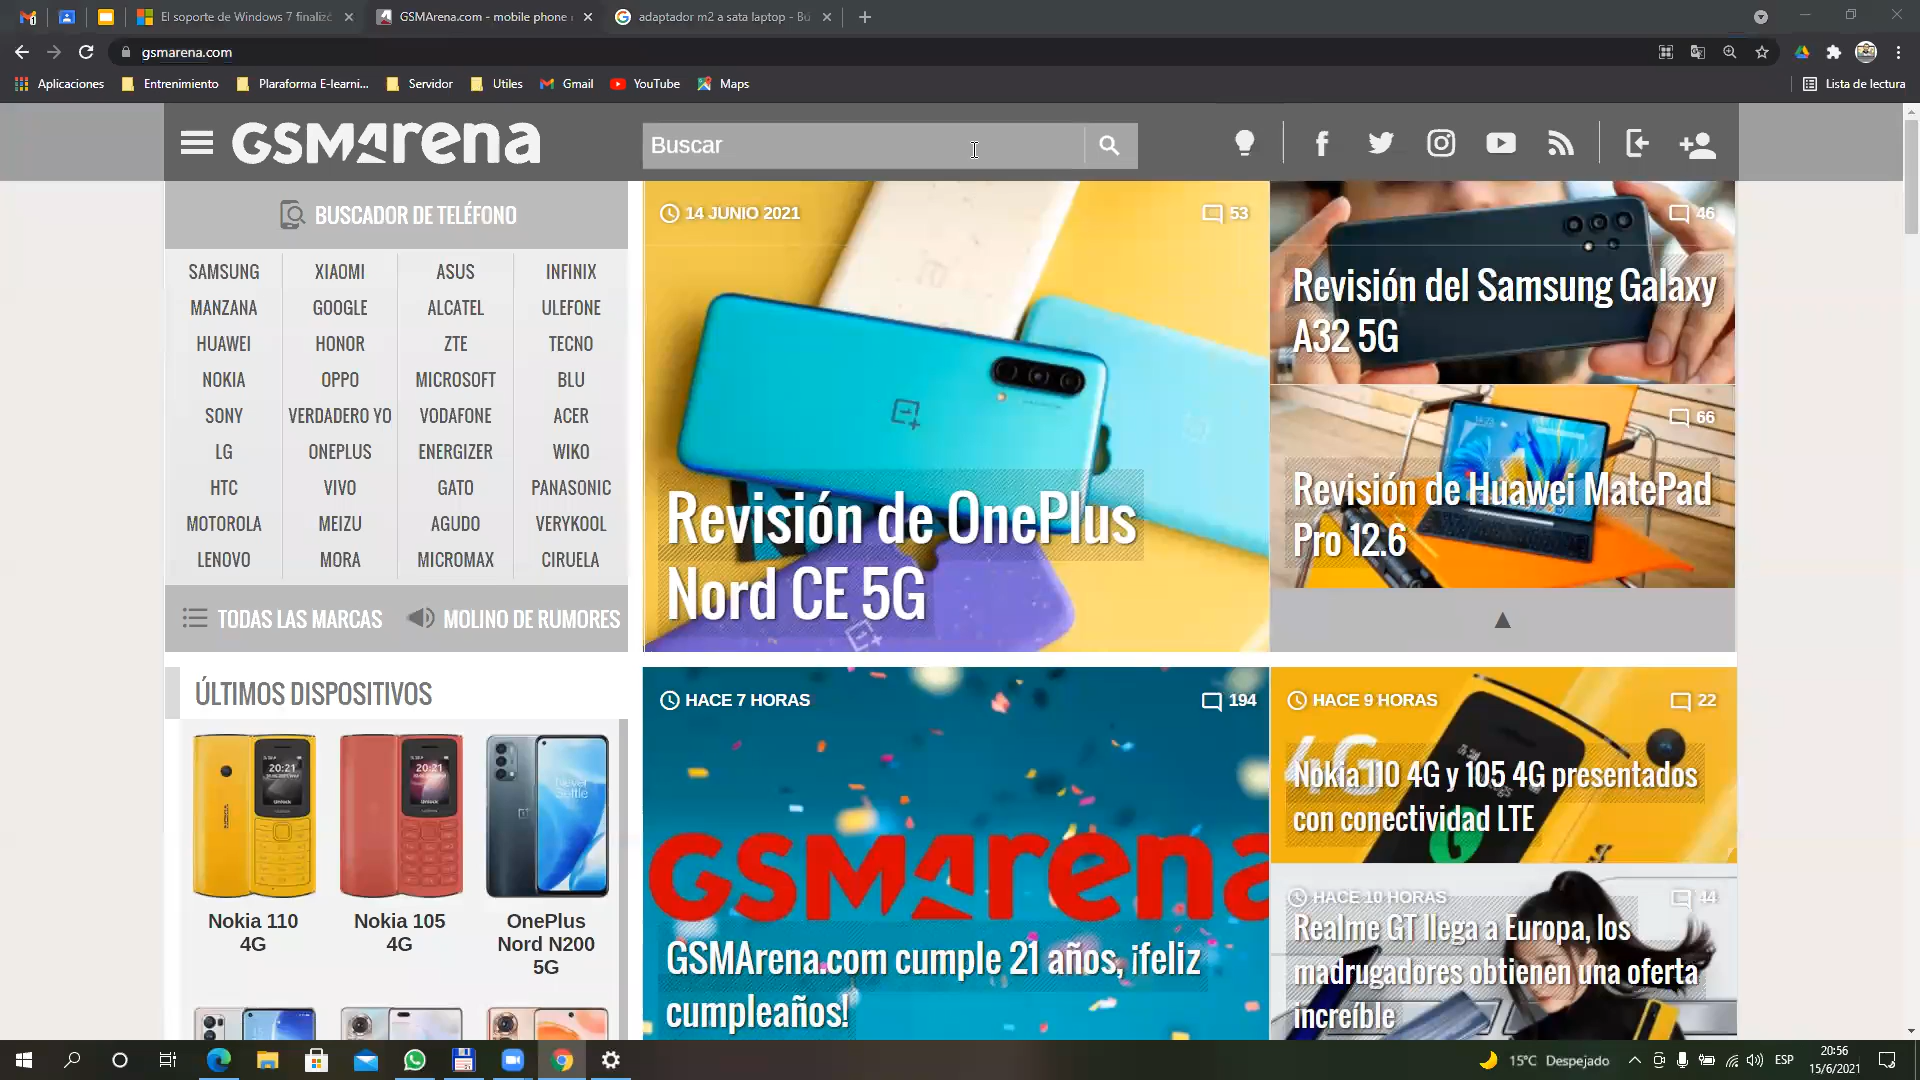 El soporte de Windows 7 finalizó
GSMArena.com - mobile phone
adaptador m2 a sata laptop - Bú
gsmarena.com
Aplicaciones
Entrenimiento
Plaraforma E-learni...
Servidor
Utiles
Gmail
YouTube
Maps
Lista de lectura
GSMArena
Buscar
BUSCADOR DE TELÉFONO
SAMSUNG XIAOMI ASUS INFINIX
MANZANA GOOGLE ALCATEL ULEFONE
HUAWEI HONOR ZTE TECNO
NOKIA OPPO MICROSOFT BLU
SONY VERDADERO YO VODAFONE ACER
LG ONEPLUS ENERGIZER WIKO
HTC VIVO GATO PANASONIC
MOTOROLA MEIZU AGUDO VERYKOOL
LENOVO MORA MICROMAX CIRUELA
TODAS LAS MARCAS MOLINO DE RUMORES
14 JUNIO 2021 53
Revisión de OnePlus
Nord CE 5G
46
Revisión del Samsung Galaxy
A32 5G
66
Revisión de Huawei MatePad
Pro 12.6
ÚLTIMOS DISPOSITIVOS
20:21
20:21
Never
Settle
Nokia 110
4G
Nokia 105
4G
OnePlus
Nord N200
5G
HACE 7 HORAS 194
GSMArena
GSMArena.com cumple 21 años, ¡feliz
cumpleaños!
HACE 9 HORAS 22
4G
Nokia 110 4G y 105 4G presentados
con conectividad LTE
HACE 10 HORAS 44
Realme GT llega a Europa, los
madrugadores obtienen una oferta
increíble
15°C Despejado
ESP
20:56
15/6/2021